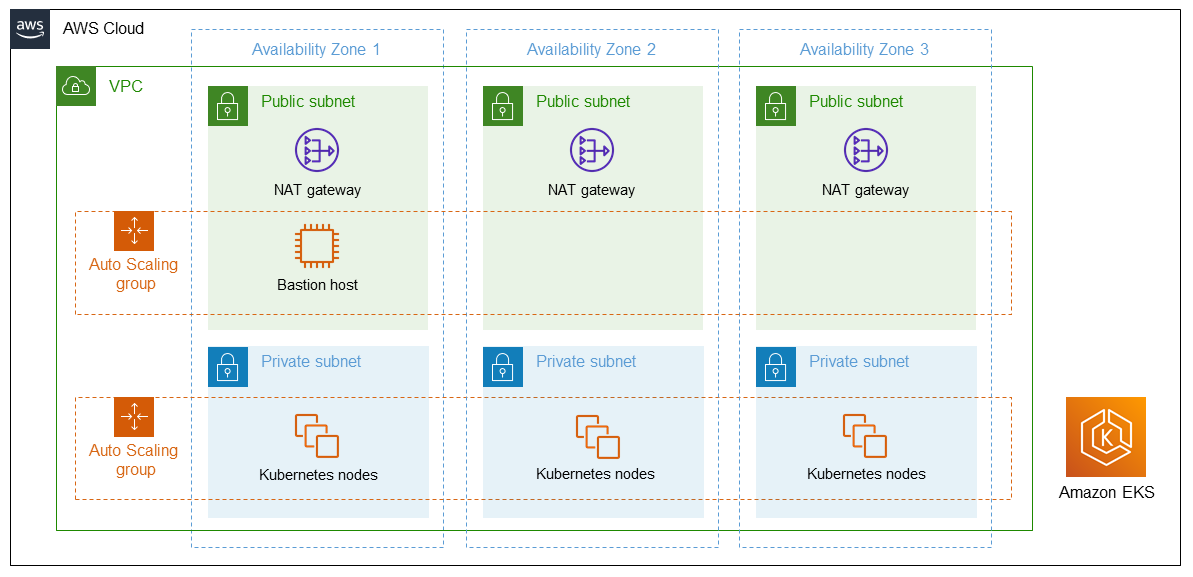 aws
AWS Cloud
Availability Zone 1
Availability Zone 2
Availability Zone 3
VPC
Public subnet
Public subnet
Public subnet
NAT gateway
NAT gateway
NAT gateway
Auto Scaling
group
Bastion host
Private subnet
Private subnet
Private subnet
Auto Scaling
group
Kubernetes nodes
Kubernetes nodes
Kubernetes nodes
K
Amazon EKS